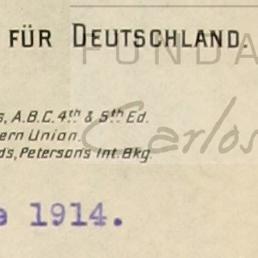 FÜR DEUTSCHLAND.
FUNDA
s, A.B.C. 4th & 5th Ed.
ern Union.
Carlos
ds, Petersons Int. Bkg.
1914.